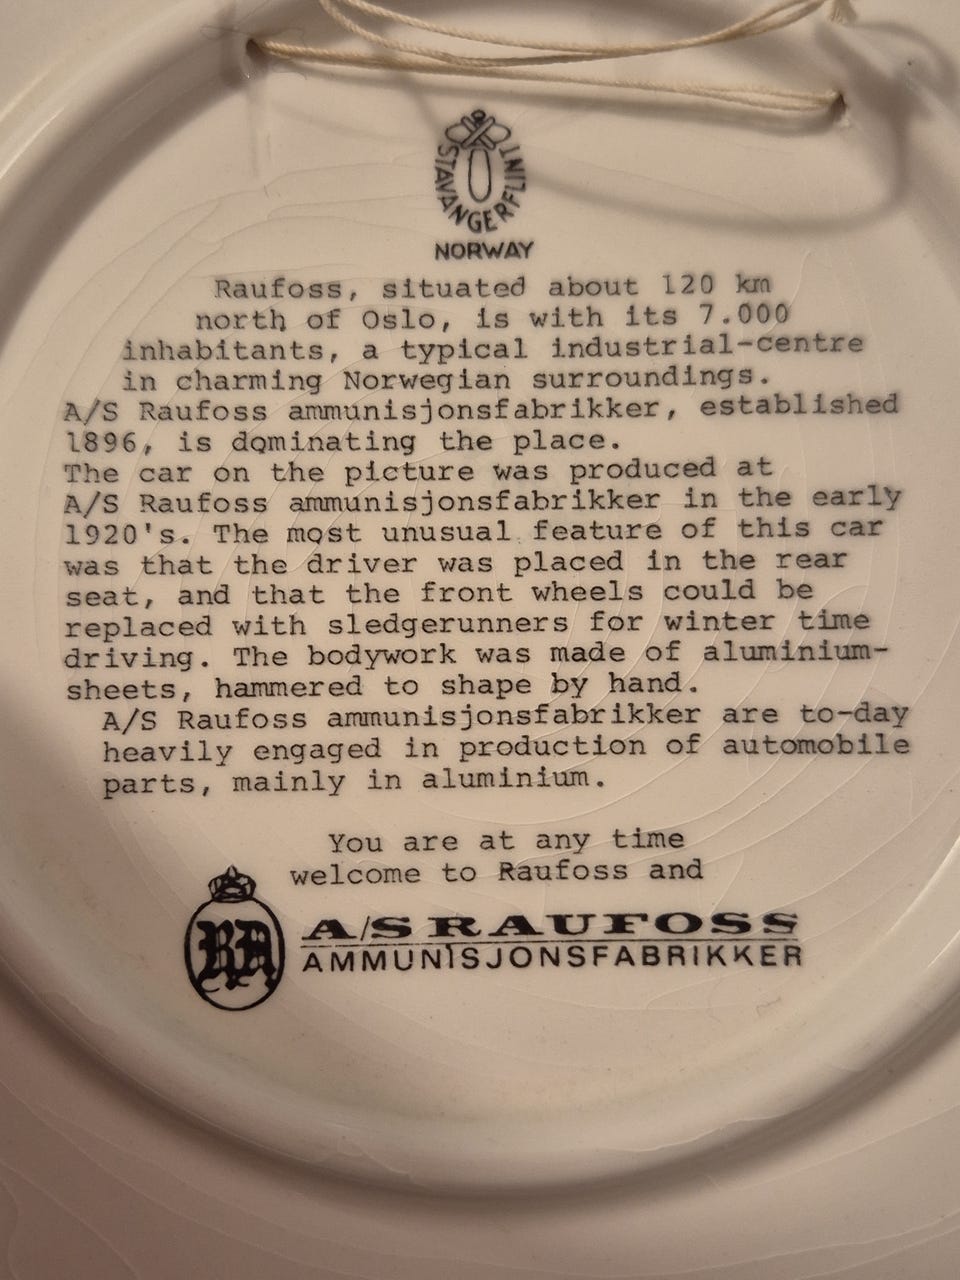 STAVANGERFLINT
NORWAY
Raufoss, situated about 120 km
north of Oslo, is with its 7.000
inhabitants, a typical industrial-centre
in charming Norwegian surroundings.
A/S Raufoss ammunisjonsfabrikker, established
1896, is dominating the place.
The car on the picture was produced at
A/S Raufoss ammunisjonsfabrikker in the early
1920's. The most unusual feature of this car
was that the driver was placed in the rear
seat, and that the front wheels could be
replaced with sledgerunners for winter time
driving. The bodywork was made of aluminium-
sheets, hammered to shape by hand.
A/S Raufoss ammunisjonsfabrikker are to-day
heavily engaged in production of automobile
parts, mainly in aluminium.
You are at any time
welcome to Raufoss and
RA
A/S RAUFOSS
AMMUNISJONSFABRIKKER